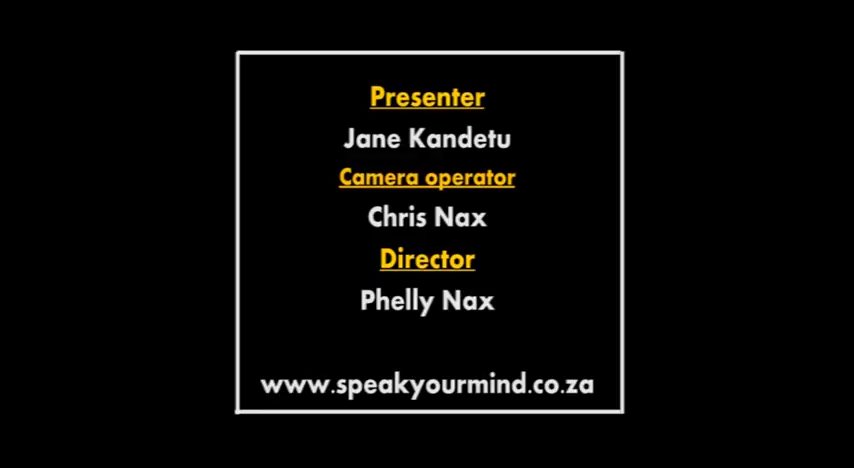 Presenter
Jane Kandetu
Camera operator
Chris Nax
Director
Phelly Nax
www.speakyourmind.co.za